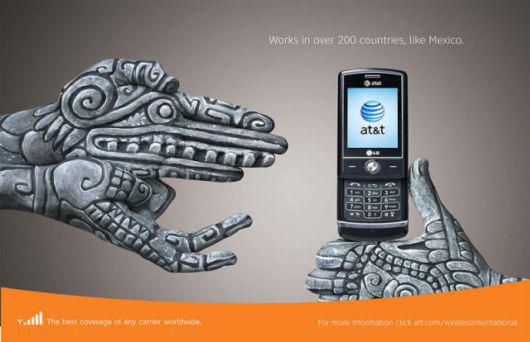 Works in over 200 countries, like Mexico.
at&t
at&t
LG
The best coverage of any carrier worldwide.
For more information click att.com/wirelessinternational